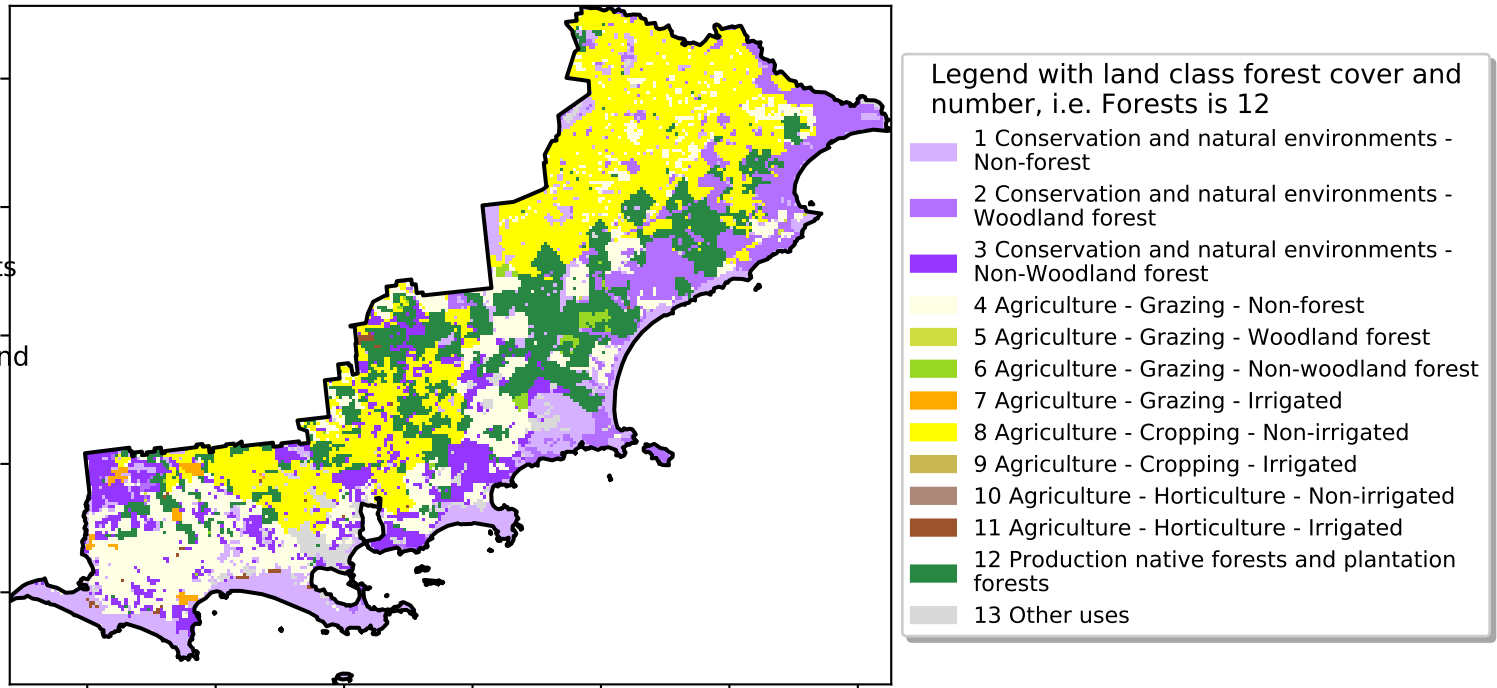 ts
nd
Legend with land class forest cover and
number, i.e. Forests is 12
1 Conservation and natural environments -
Non-forest
2 Conservation and natural environments -
Woodland forest
3 Conservation and natural environments -
Non-Woodland forest
4 Agriculture - Grazing - Non-forest
5 Agriculture - Grazing - Woodland forest
6 Agriculture - Grazing - Non-woodland forest
7 Agriculture - Grazing - Irrigated
8 Agriculture - Cropping - Non-irrigated
9 Agriculture - Cropping - Irrigated
10 Agriculture - Horticulture - Non-irrigated
11 Agriculture - Horticulture - Irrigated
12 Production native forests and plantation
forests
13 Other uses